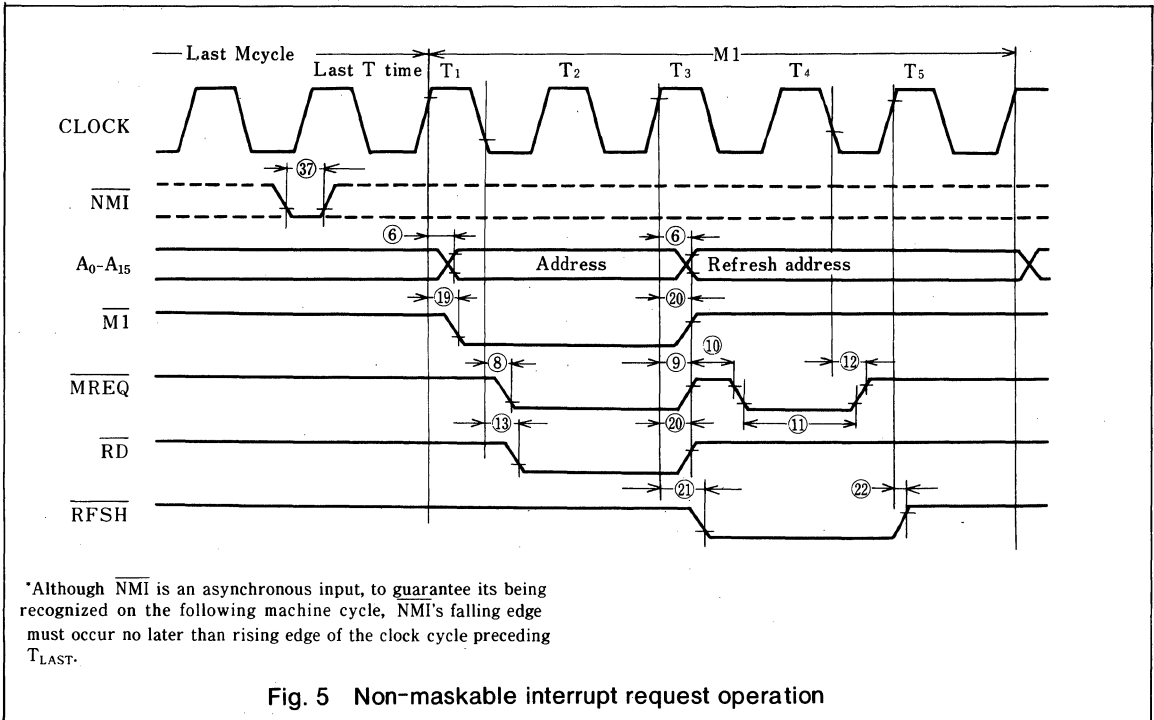 Last Mcycle M1
Last T time T1 T2 T3 T4 T5
CLOCK
㊲
NMI
⑥ ⑥
A0-A15 Address Refresh address
⑲ ⑳
M1
⑧ ⑨ ⑩ ⑫
MREQ
⑬ ⑳ ⑪
RD
㉑ ㉒
RFSH
*Although NMI is an asynchronous input, to guarantee its being
recognized on the following machine cycle, NMI's falling edge
must occur no later than rising edge of the clock cycle preceding
TLAST.
Fig. 5 Non-maskable interrupt request operation